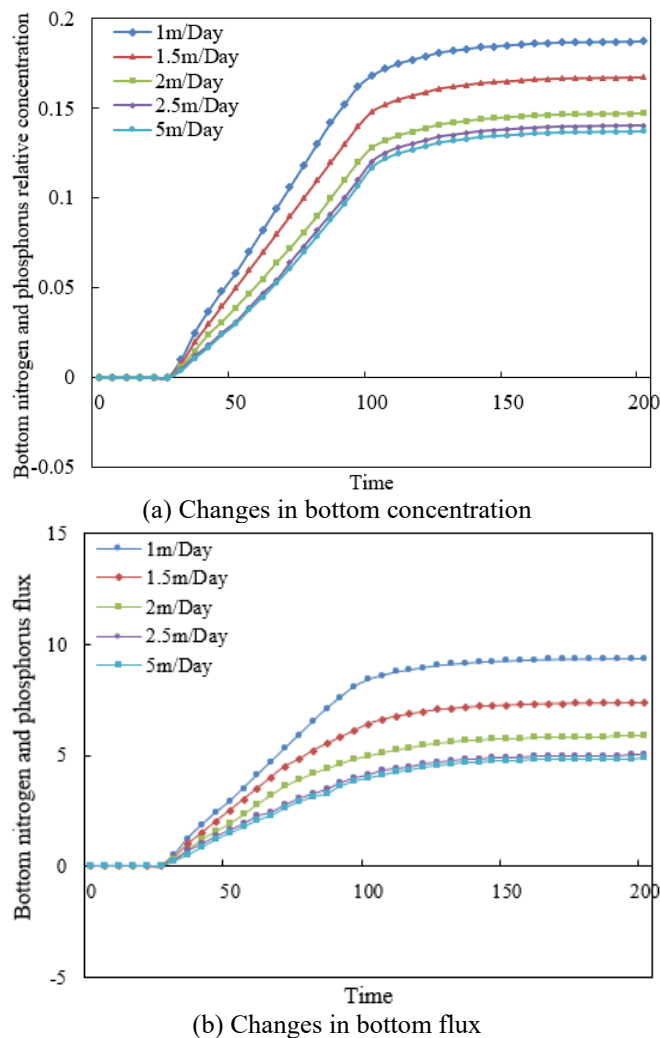 0.2
0.15
0.1
0.05
0
-0.05
Bottom nitrogen and phosphorus relative concentration
1m/Day
1.5m/Day
2m/Day
2.5m/Day
5m/Day
0 50 100 150 200
Time
(a) Changes in bottom concentration
15
10
5
0
-5
Bottom nitrogen and phosphorus flux
1m/Day
1.5m/Day
2m/Day
2.5m/Day
5m/Day
0 50 100 150 200
Time
(b) Changes in bottom flux